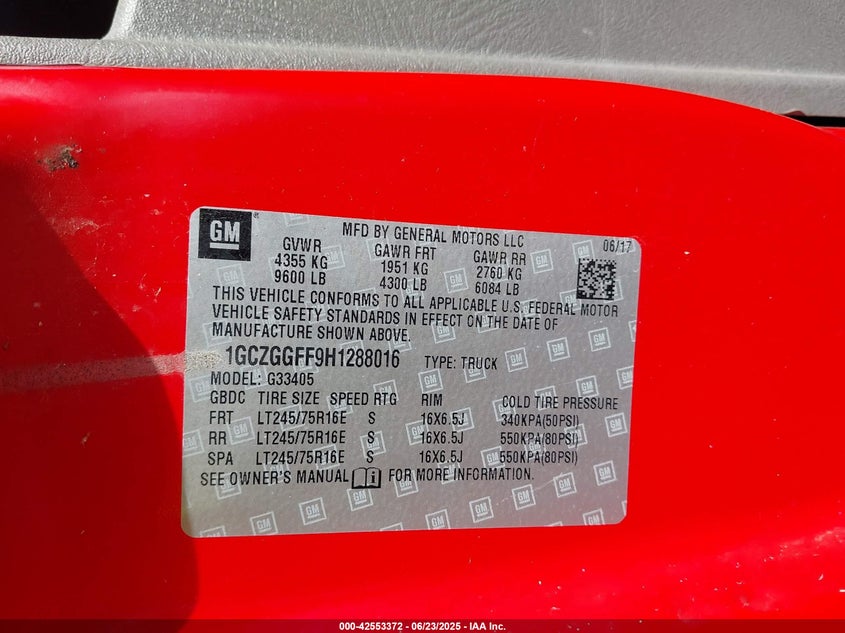 GM
MFD BY GENERAL MOTORS LLC
06/17
GVWR GAWR FRT GAWR RR
4355 KG 1951 KG 2760 KG
9600 LB 4300 LB 6084 LB
THIS VEHICLE CONFORMS TO ALL APPLICABLE U.S. FEDERAL MOTOR
VEHICLE SAFETY STANDARDS IN EFFECT ON THE DATE OF
MANUFACTURE SHOWN ABOVE.
1GCZGGFF9H1288016 TYPE: TRUCK
MODEL: G33405
GBDC TIRE SIZE SPEED RTG RIM COLD TIRE PRESSURE
FRT LT245/75R16E S 16X6.5J 340KPA(50PSI)
RR LT245/75R16E S 16X6.5J 550KPA(80PSI)
SPA LT245/75R16E S 16X6.5J 550KPA(80PSI)
SEE OWNER'S MANUAL FOR MORE INFORMATION.
000-42553372 - 06/23/2025 - IAA Inc.